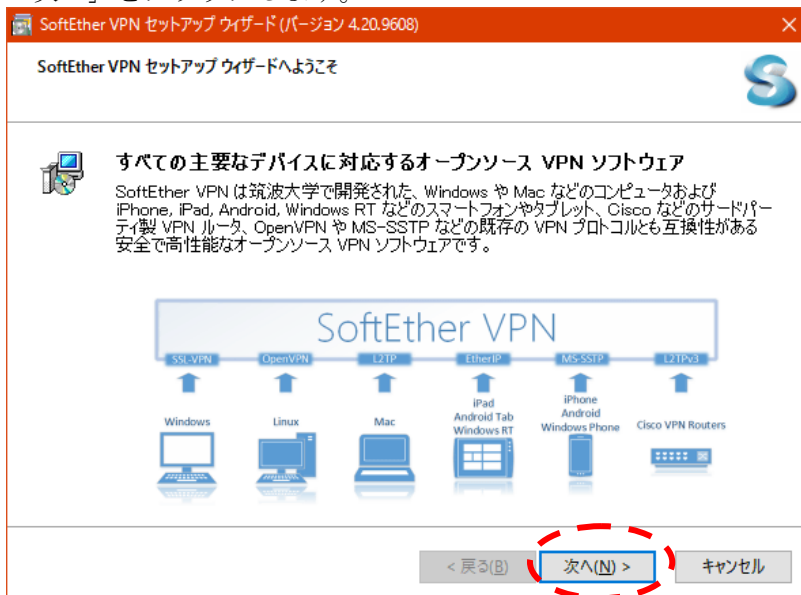 SoftEther VPN セットアップ ウィザード (バージョン 4.20.9608)
SoftEther VPN セットアップ ウィザードへようこそ
すべての主要なデバイスに対応するオープンソース VPN ソフトウェア
SoftEther VPN は筑波大学で開発された、Windows や Mac などのコンピュータおよび
iPhone, iPad, Android, Windows RT などのスマートフォンやタブレット、Cisco などのサードパー
ティ製 VPN ルータ、OpenVPN や MS-SSTP などの既存の VPN プロトコルとも互換性がある
安全で高性能なオープンソース VPN ソフトウェアです。
SoftEther VPN
SSL-VPN OpenVPN L2TP EtherIP MS-SSTP L2TPv3
Windows
Linux
Mac
iPad
Android Tab
Windows RT
iPhone
Android
Windows Phone
Cisco VPN Routers
< 戻る(B) 次へ(N) > キャンセル